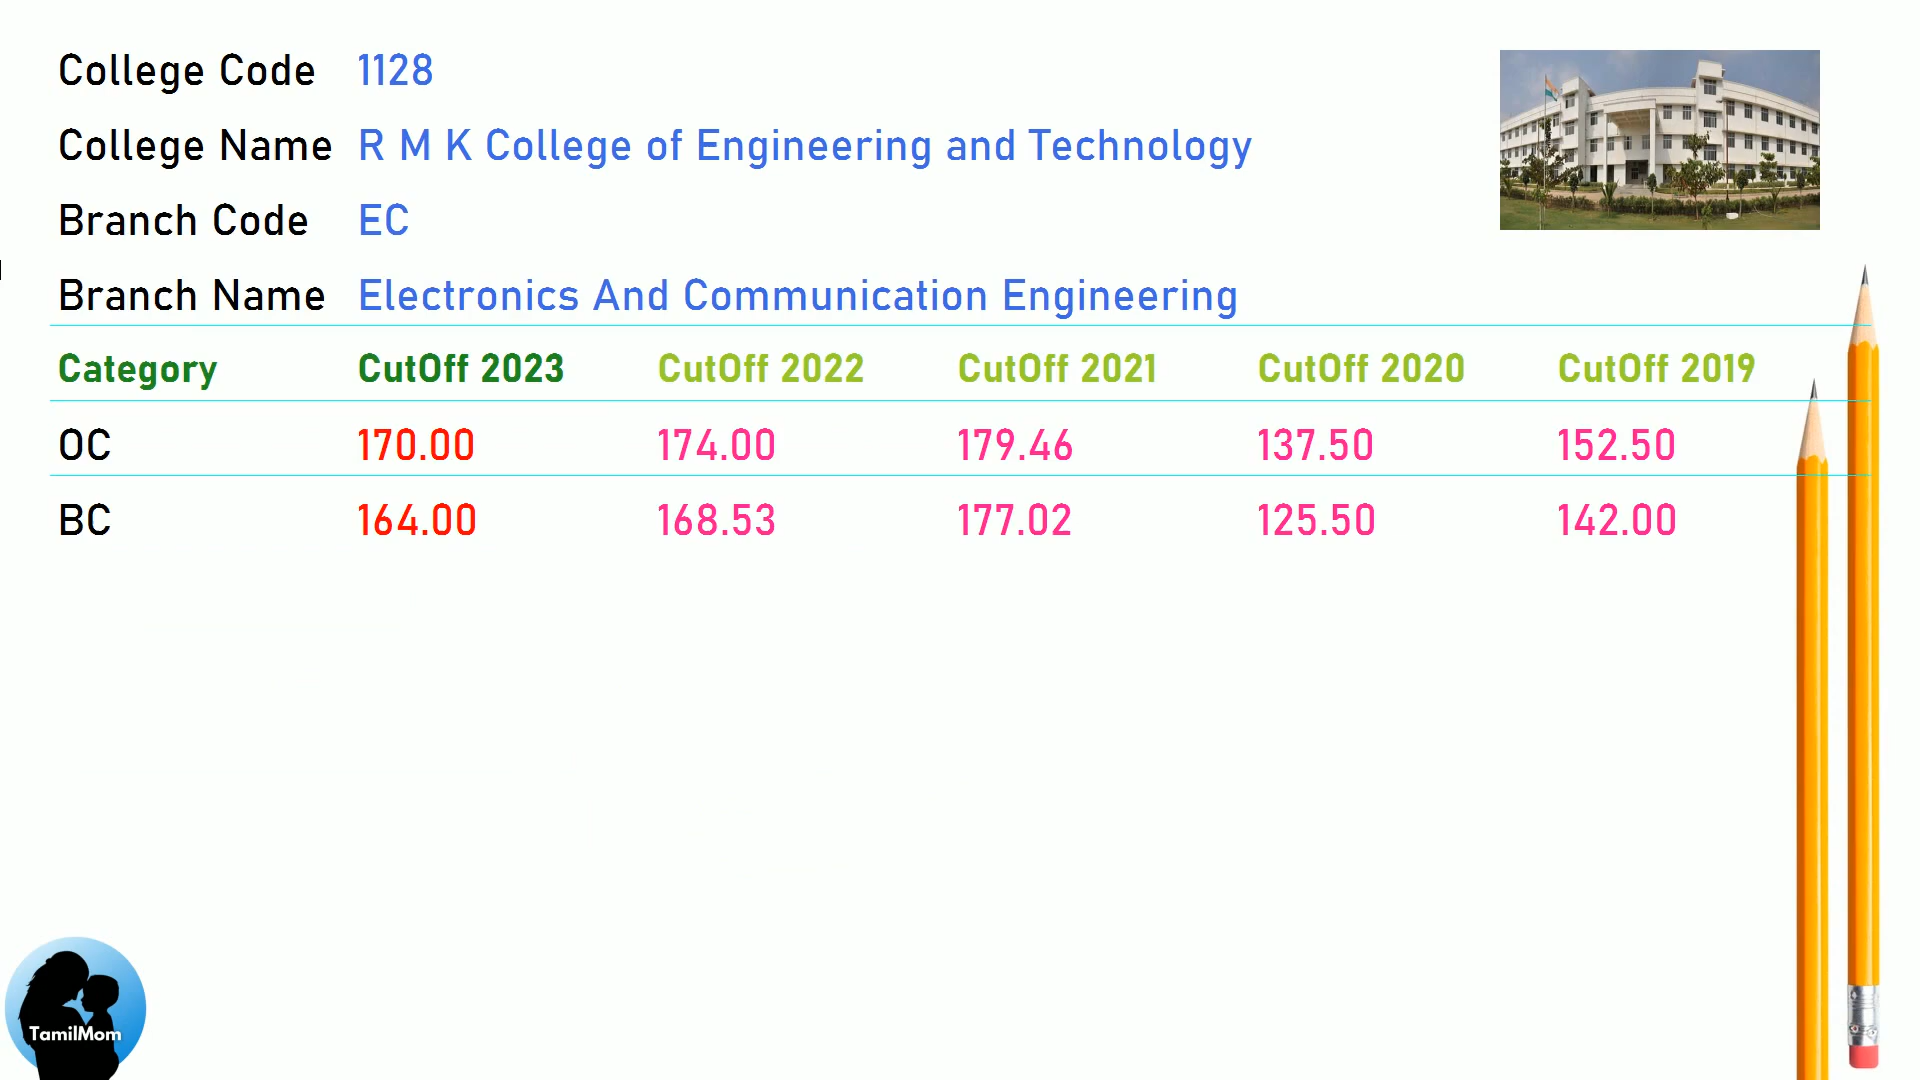 College Code 1128
College Name R M K College of Engineering and Technology
Branch Code EC
Branch Name Electronics And Communication Engineering
Category CutOff 2023 CutOff 2022 CutOff 2021 CutOff 2020 CutOff 2019
OC 170.00 174.00 179.46 137.50 152.50
BC 164.00 168.53 177.02 125.50 142.00
TamilMom